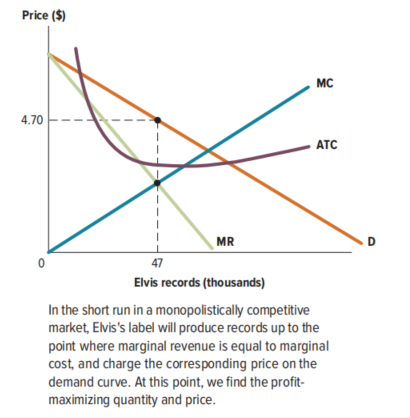 Price ($)
MC
4.70
ATC
MR
D
0
47
Elvis records (thousands)
In the short run in a monopolistically competitive
market, Elvis's label will produce records up to the
point where marginal revenue is equal to marginal
cost, and charge the corresponding price on the
demand curve. At this point, we find the profit-
maximizing quantity and price.